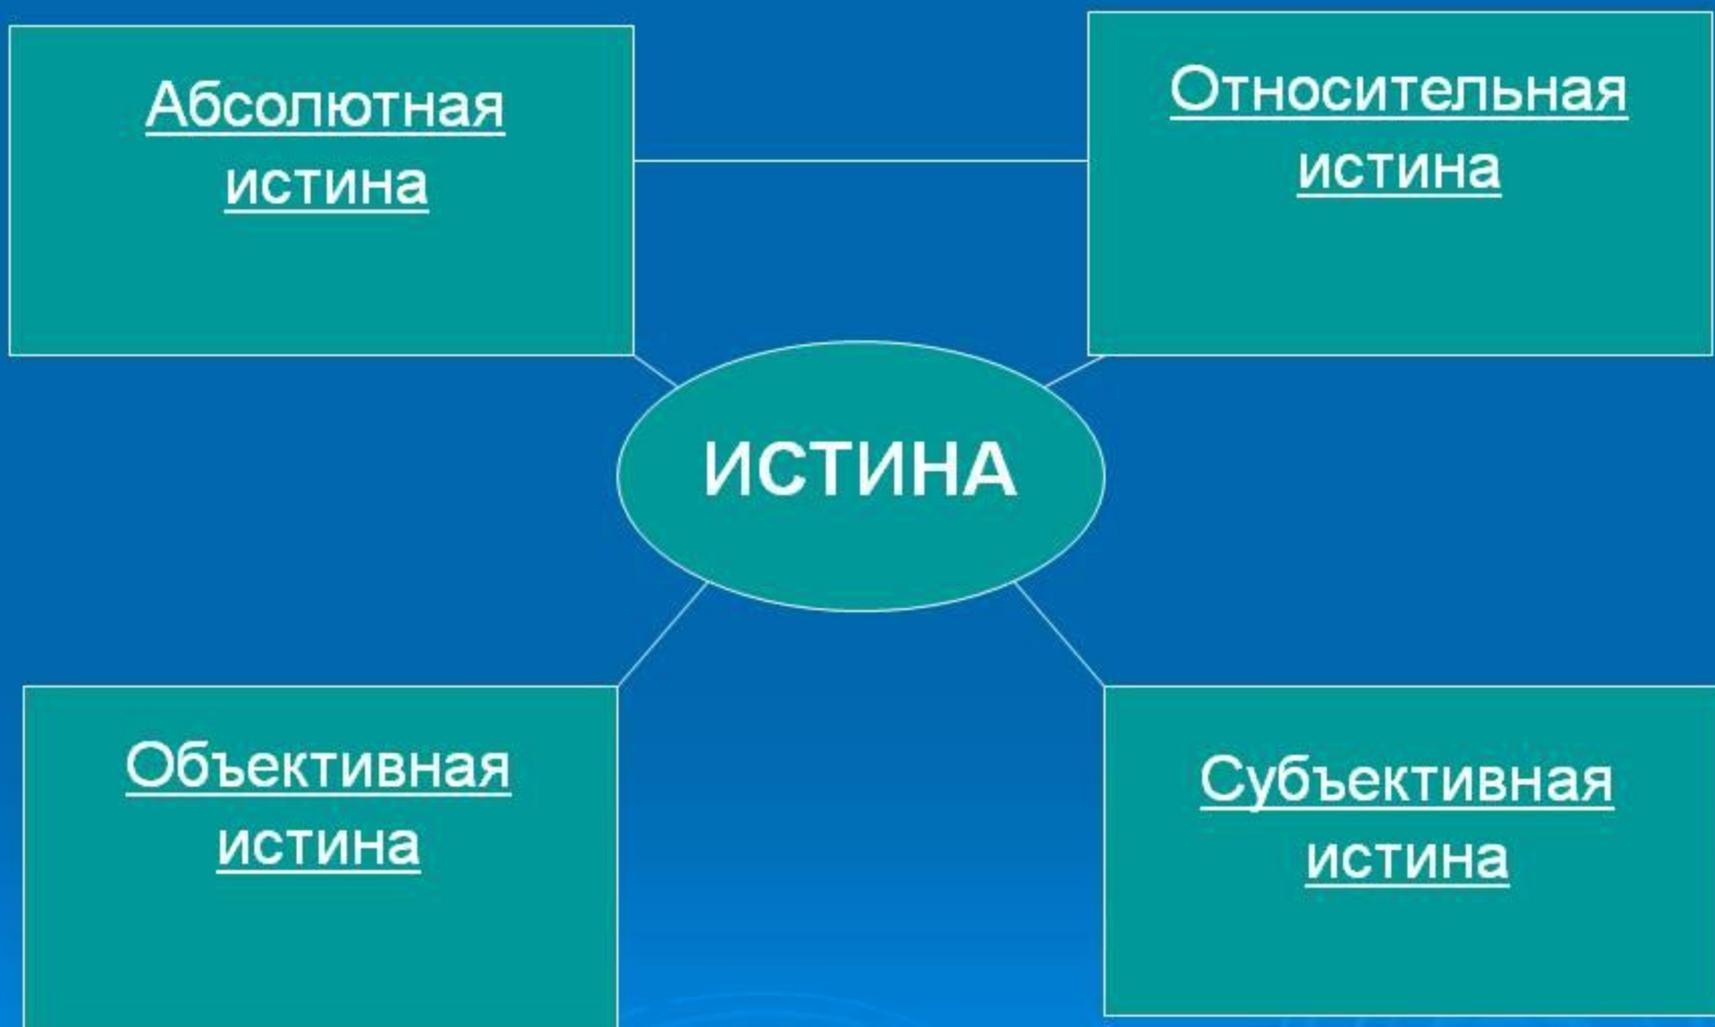 Абсолютная
истина
Относительная
истина
ИСТИНА
Объективная
истина
Субъективная
истина